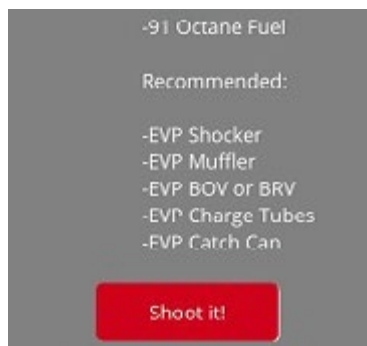 -91 Octane Fuel
Recommended:
-EVP Shocker
-EVP Muffler
-EVP BOV or BRV
-EVP Charge Tubes
-EVP Catch Can
Shoot it!